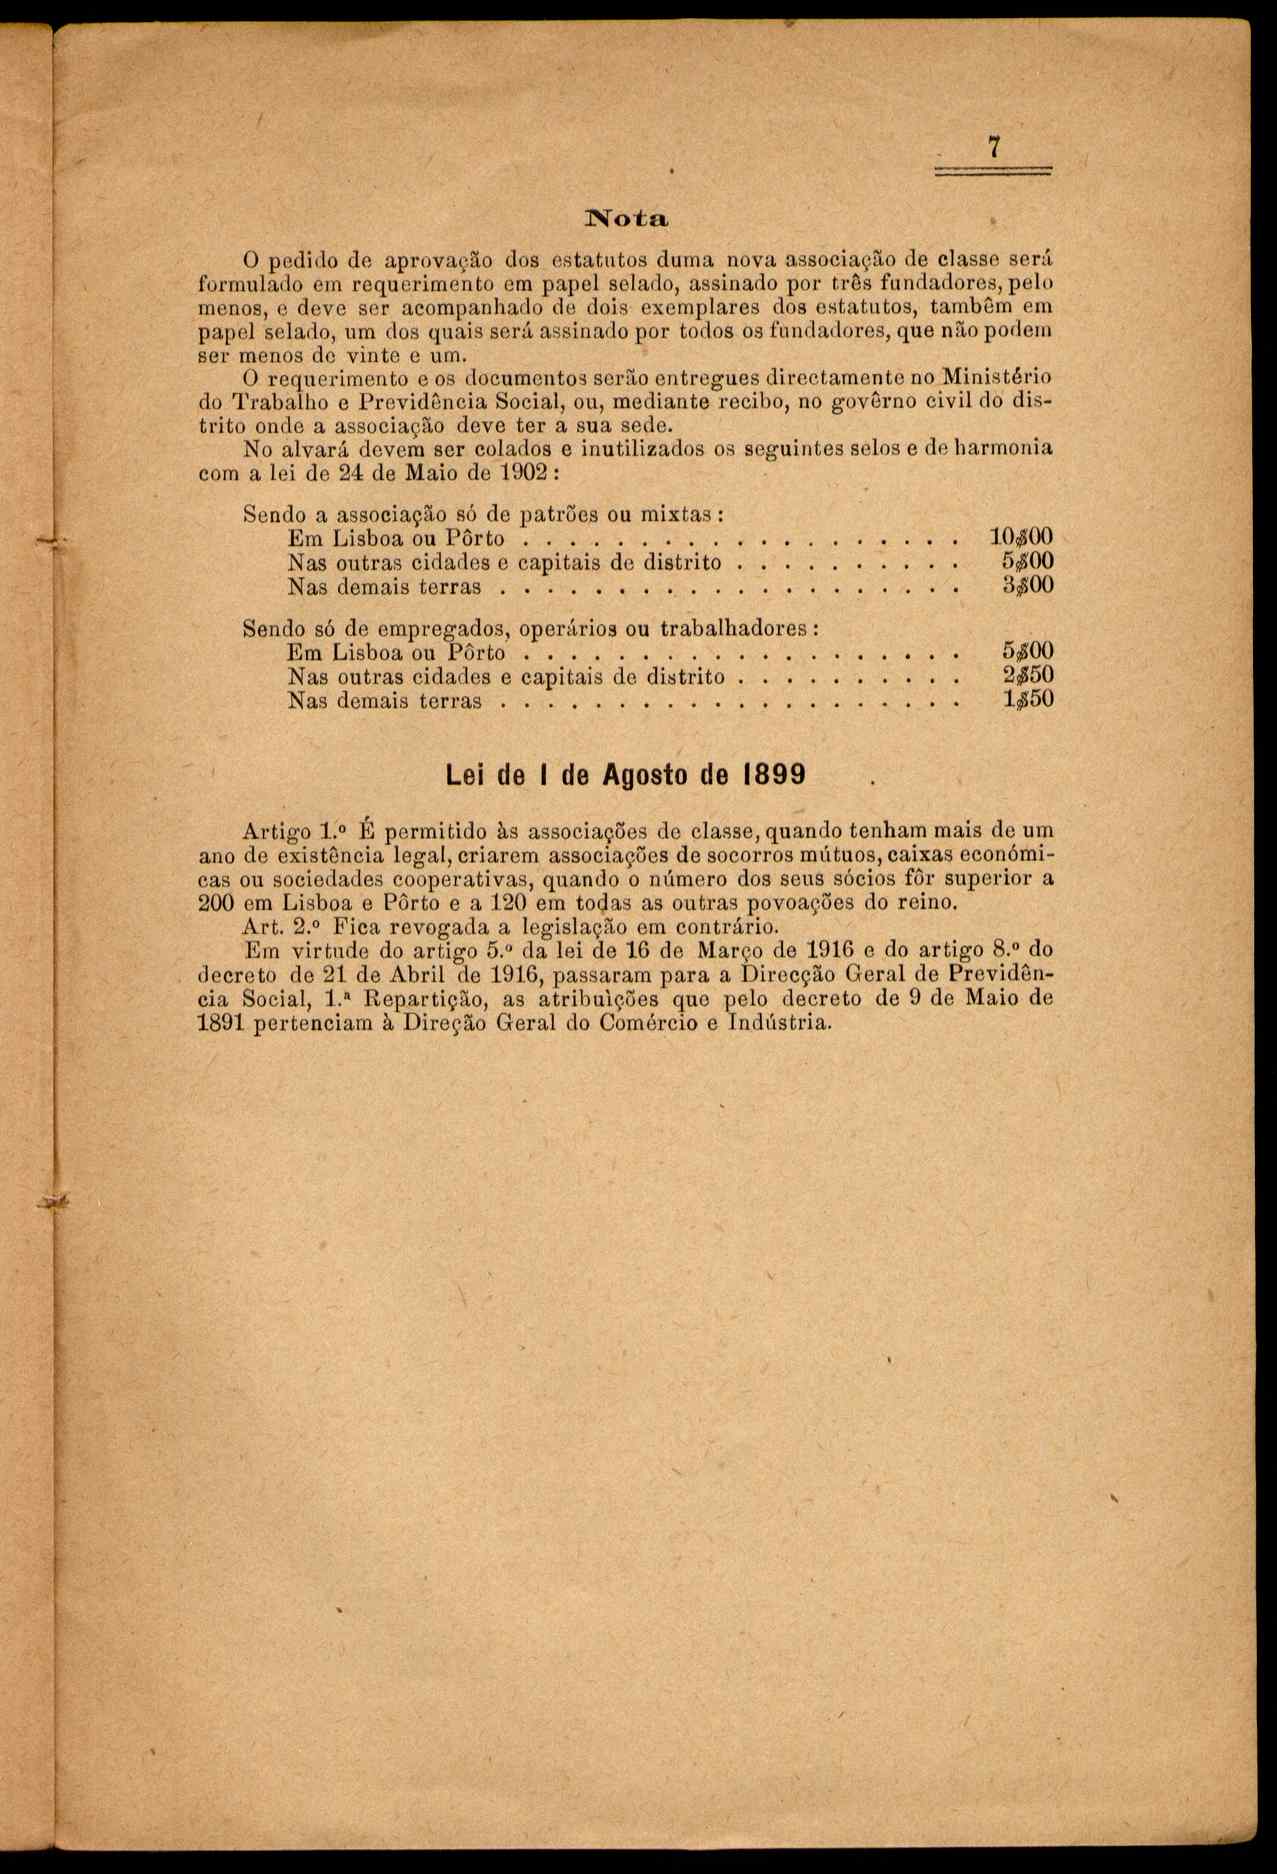 7
Nota
O pedido de aprovação dos estatutos duma nova associação de classe será
formulado em requerimento em papel selado, assinado por três fundadores, pelo
menos, e deve ser acompanhado de dois exemplares dos estatutos, tambêm em
papel selado, um dos quais será assinado por todos os fundadores, que não podem
ser menos de vinte e um.
O requerimento e os documentos serão entregues directamente no Ministério
do Trabalho e Previdência Social, ou, mediante recibo, no govêrno civil do dis-
trito onde a associação deve ter a sua sede.
No alvará devem ser colados e inutilizados os seguintes selos e de harmonia
com a lei de 24 de Maio de 1902:
Sendo a associação só de patrões ou mixtas:
Em Lisboa ou Pôrto . . . . . . . . . . . . . . . . . . . 10$00
Nas outras cidades e capitais de distrito . . . . . . . . . . 5$00
Nas demais terras . . . . . . . . . . . . . . . . . . . . 3$00
Sendo só de empregados, operários ou trabalhadores:
Em Lisboa ou Pôrto . . . . . . . . . . . . . . . . . . . 5$00
Nas outras cidades e capitais de distrito . . . . . . . . . . 2$50
Nas demais terras . . . . . . . . . . . . . . . . . . . . 1$50
Lei de 1 de Agosto de 1899
Artigo 1.º É permitido às associações de classe, quando tenham mais de um
ano de existência legal, criarem associações de socorros mútuos, caixas económi-
cas ou sociedades cooperativas, quando o número dos seus sócios fôr superior a
200 em Lisboa e Pôrto e a 120 em todas as outras povoações do reino.
Art. 2.º Fica revogada a legislação em contrário.
Em virtude do artigo 5.º da lei de 16 de Março de 1916 e do artigo 8.º do
decreto de 21 de Abril de 1916, passaram para a Direcção Geral de Previdên-
cia Social, 1.ª Repartição, as atribuìções que pelo decreto de 9 de Maio de
1891 pertenciam à Direção Geral do Comércio e Indústria.